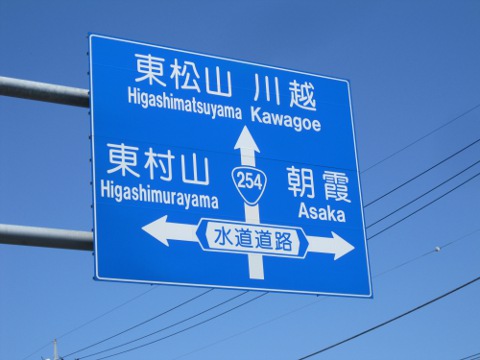 東松山 川越
Higashimatsuyama Kawagoe
東村山 朝霞
Higashimurayama Asaka
254
水道道路